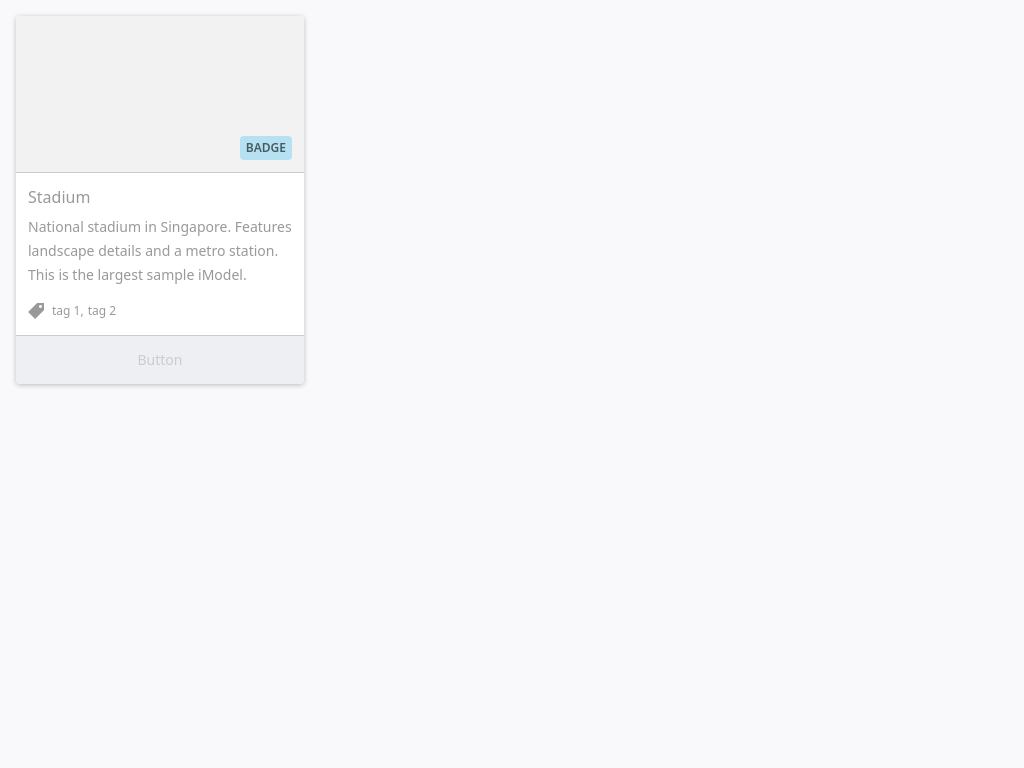 BADGE
Stadium
National stadium in Singapore. Features
landscape details and a metro station.
This is the largest sample iModel.
tag 1, tag 2
Button